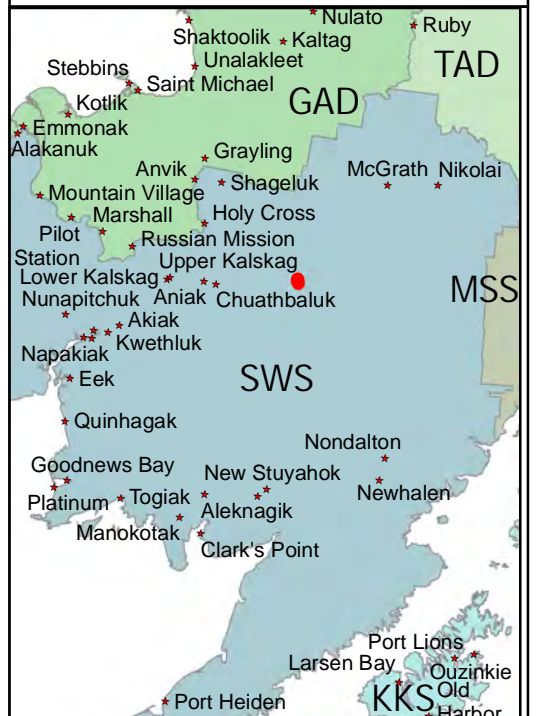 Nulato
Ruby
Shaktoolik
Kaltag
TAD
Unalakleet
Stebbins
Saint Michael
GAD
Kotlik
Emmonak
Alakanuk
Grayling
Anvik
McGrath
Nikolai
Shageluk
Mountain Village
Marshall
Holy Cross
Pilot
Station
Russian Mission
Upper Kalskag
Lower Kalskag
MSS
Nunapitchuk
Aniak
Chuathbaluk
Akiak
Kwethluk
Napakiak
Eek
SWS
Quinhagak
Nondalton
Goodnews Bay
New Stuyahok
Newhalen
Platinum
Togiak
Aleknagik
Manokotak
Clark's Point
Port Lions
Larsen Bay
Ouzinkie
KKS
Old
Harbor
Port Heiden